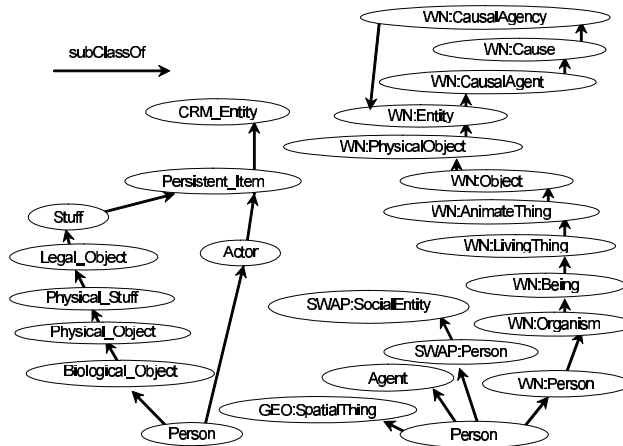 subClassOf
CRM_Entity
Persistent_Item
Stuff
Actor
Legal_Object
Physical_Stuff
Physical_Object
Biological_Object
Person
WN:CausalAgency
WN:Cause
WN:CausalAgent
WN:Entity
WN:PhysicalObject
WN:Object
WN:AnimateThing
WN:LivingThing
WN:Being
SWAP:SocialEntity
WN:Organism
SWAP:Person
Agent
WN:Person
GEO:SpatialThing
Person